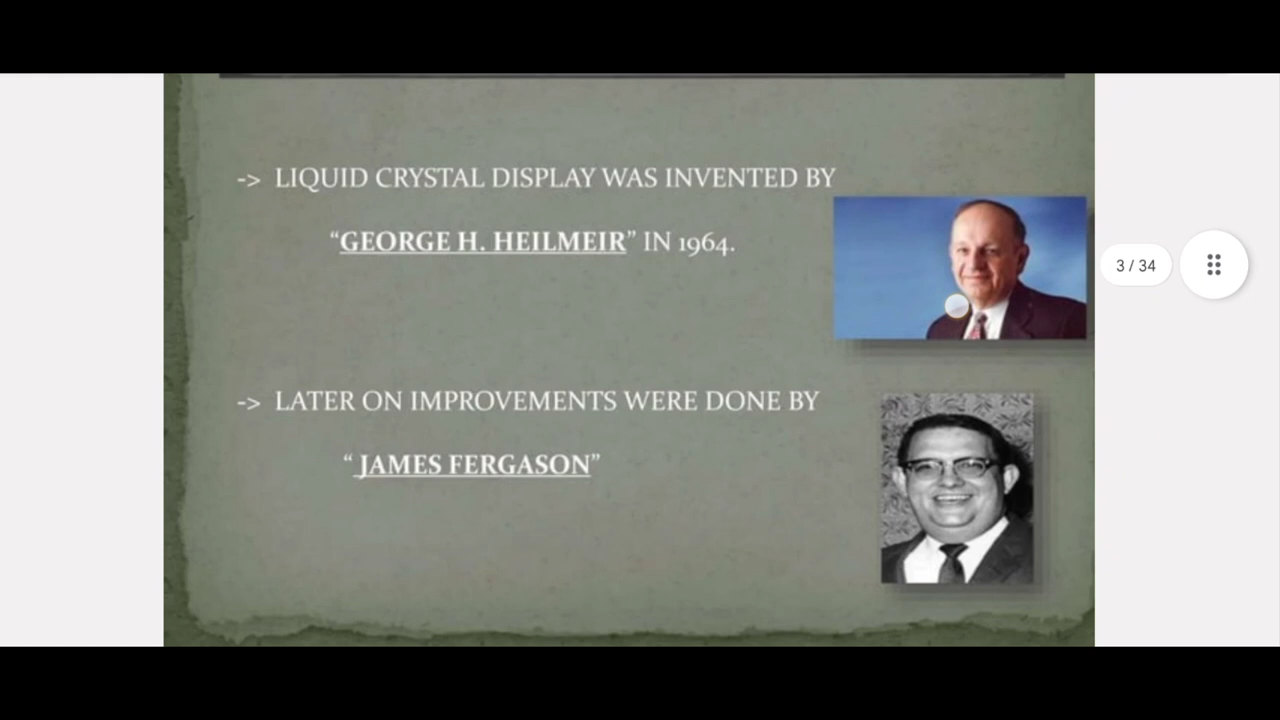 -> LIQUID CRYSTAL DISPLAY WAS INVENTED BY
“GEORGE H. HEILMEIR” IN 1964.
3 / 34
-> LATER ON IMPROVEMENTS WERE DONE BY
“ JAMES FERGASON”